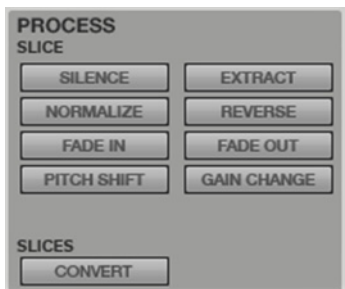 PROCESS
SLICE
SILENCE EXTRACT
NORMALIZE REVERSE
FADE IN FADE OUT
PITCH SHIFT GAIN CHANGE
SLICES
CONVERT